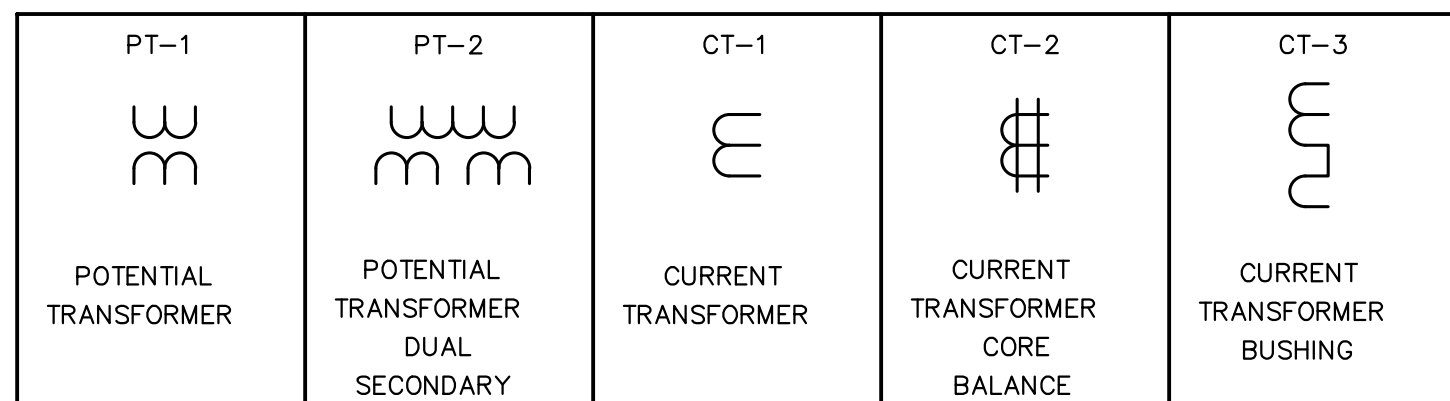 PT-1
POTENTIAL
TRANSFORMER
PT-2
POTENTIAL
TRANSFORMER
DUAL
SECONDARY
CT-1
CURRENT
TRANSFORMER
CT-2
CURRENT
TRANSFORMER
CORE
BALANCE
CT-3
CURRENT
TRANSFORMER
BUSHING